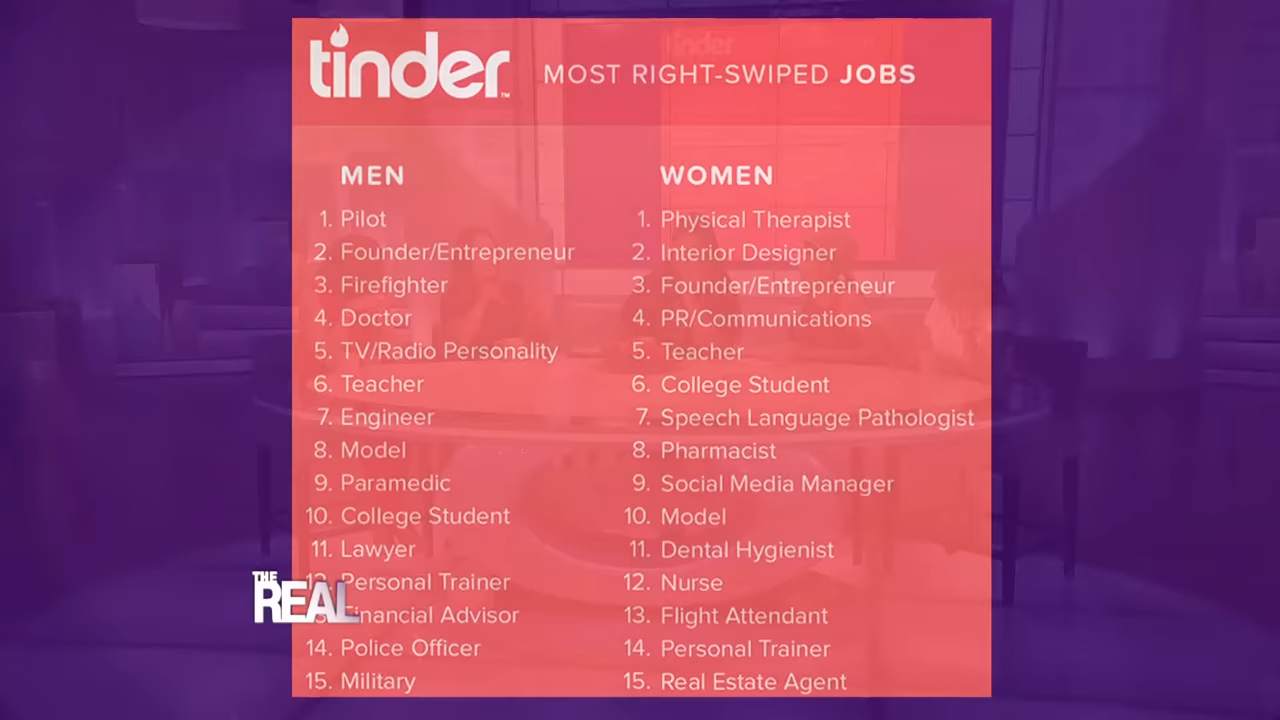 tinder™
MOST RIGHT-SWIPED JOBS
MEN
1. Pilot
2. Founder/Entrepreneur
3. Firefighter
4. Doctor
5. TV/Radio Personality
6. Teacher
7. Engineer
8. Model
9. Paramedic
10. College Student
11. Lawyer
12. Personal Trainer
Financial Advisor
14. Police Officer
15. Military
WOMEN
1. Physical Therapist
2. Interior Designer
3. Founder/Entrepreneur
4. PR/Communications
5. Teacher
6. College Student
7. Speech Language Pathologist
8. Pharmacist
9. Social Media Manager
10. Model
11. Dental Hygienist
12. Nurse
13. Flight Attendant
14. Personal Trainer
15. Real Estate Agent
THE
REAL